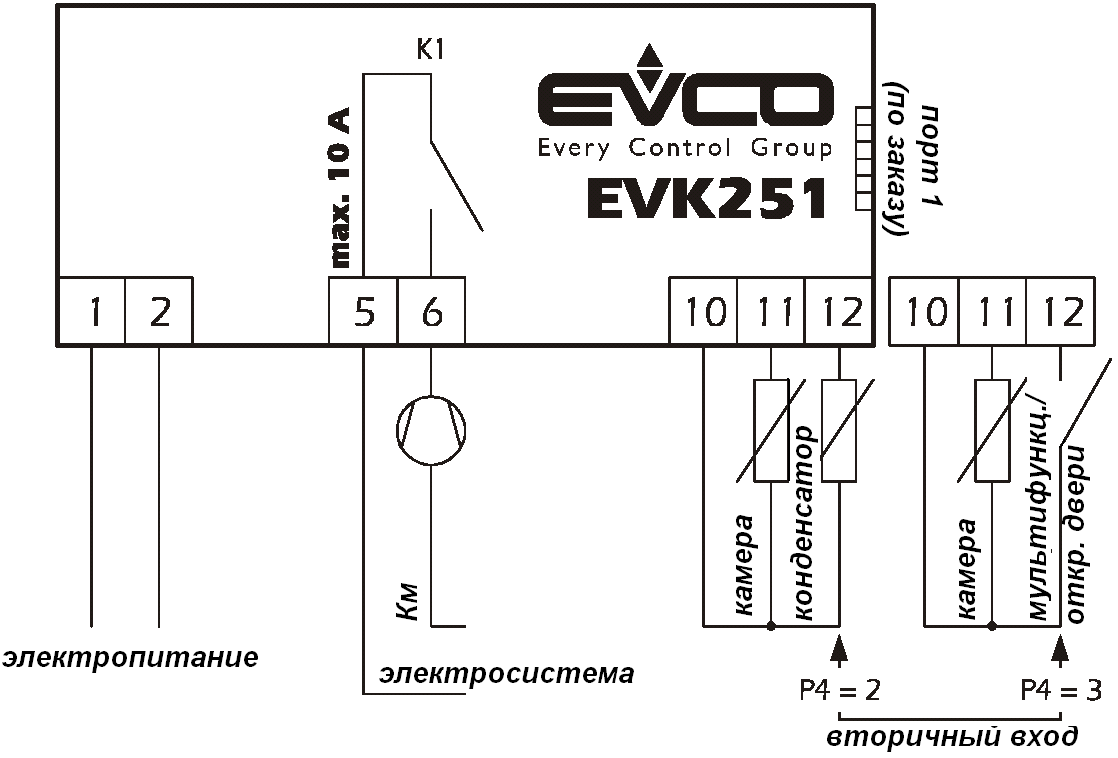 K1
EVCO
Every Control Group
EVK251
max. 10 A
порт 1
(по заказу)
1 2 5 6 10 11 12 10 11 12
камера
конденсатор
камера
мультифункц./
откр. двери
Км
электропитание
электросистема
P4 = 2 P4 = 3
вторичный вход